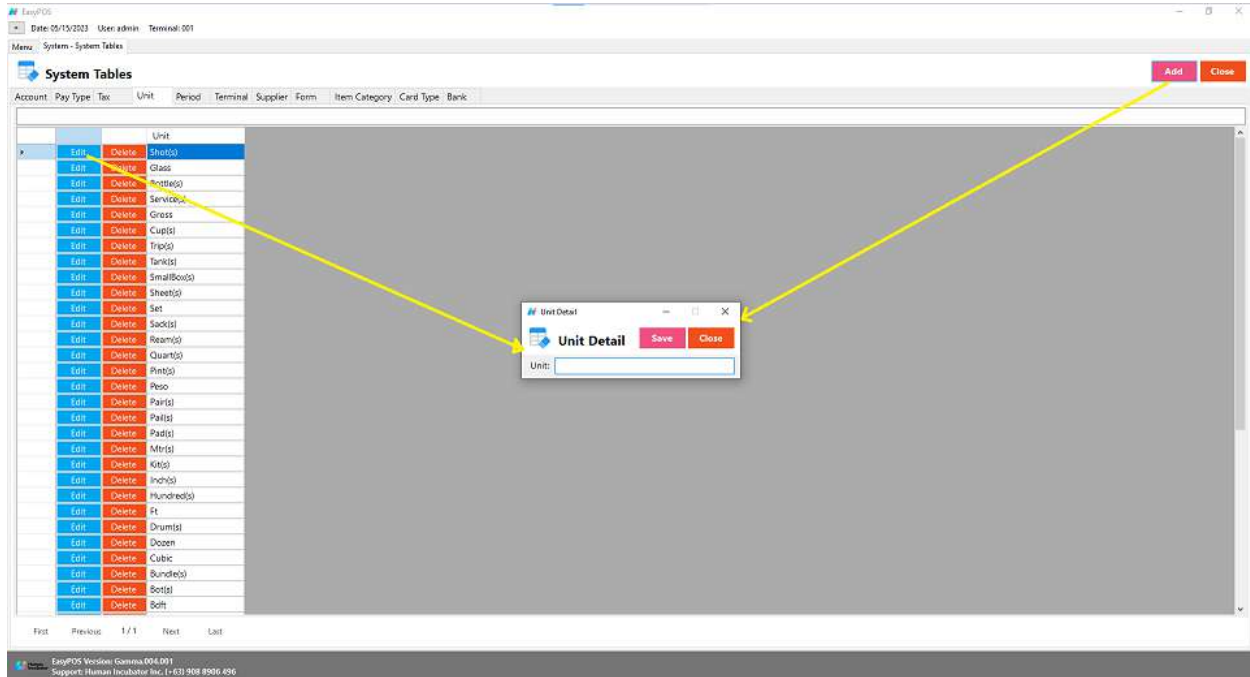 EasyPOS
Date: 05/15/2023 User: admin Terminal: 001
Menu System - System Tables
System Tables Add Close
Account Pay Type Tax Unit Period Terminal Supplier Form Item Category Card Type Bank
Unit
Edit Delete Shot(s)
Edit Delete Glass
Edit Delete Bottle(s)
Edit Delete Service(s)
Edit Delete Gross
Edit Delete Cup(s)
Edit Delete Trip(s)
Edit Delete Tank(s)
Edit Delete SmallBox(s)
Edit Delete Sheet(s)
Edit Delete Set
Edit Delete Sack(s)
Edit Delete Ream(s)
Edit Delete Quart(s)
Edit Delete Pint(s)
Edit Delete Peso
Edit Delete Pair(s)
Edit Delete Pail(s)
Edit Delete Pad(s)
Edit Delete Mtr(s)
Edit Delete Kit(s)
Edit Delete Inch(s)
Edit Delete Hundred(s)
Edit Delete Ft
Edit Delete Drum(s)
Edit Delete Dozen
Edit Delete Cubic
Edit Delete Bundle(s)
Edit Delete Bot(s)
Edit Delete Bdft
Unit Detail
Unit Detail Save Close
Unit:
First Previous 1 / 1 Next Last
EasyPOS Version: Gamma.004.001
Support: Human Incubator Inc. (+63) 908 8906 496